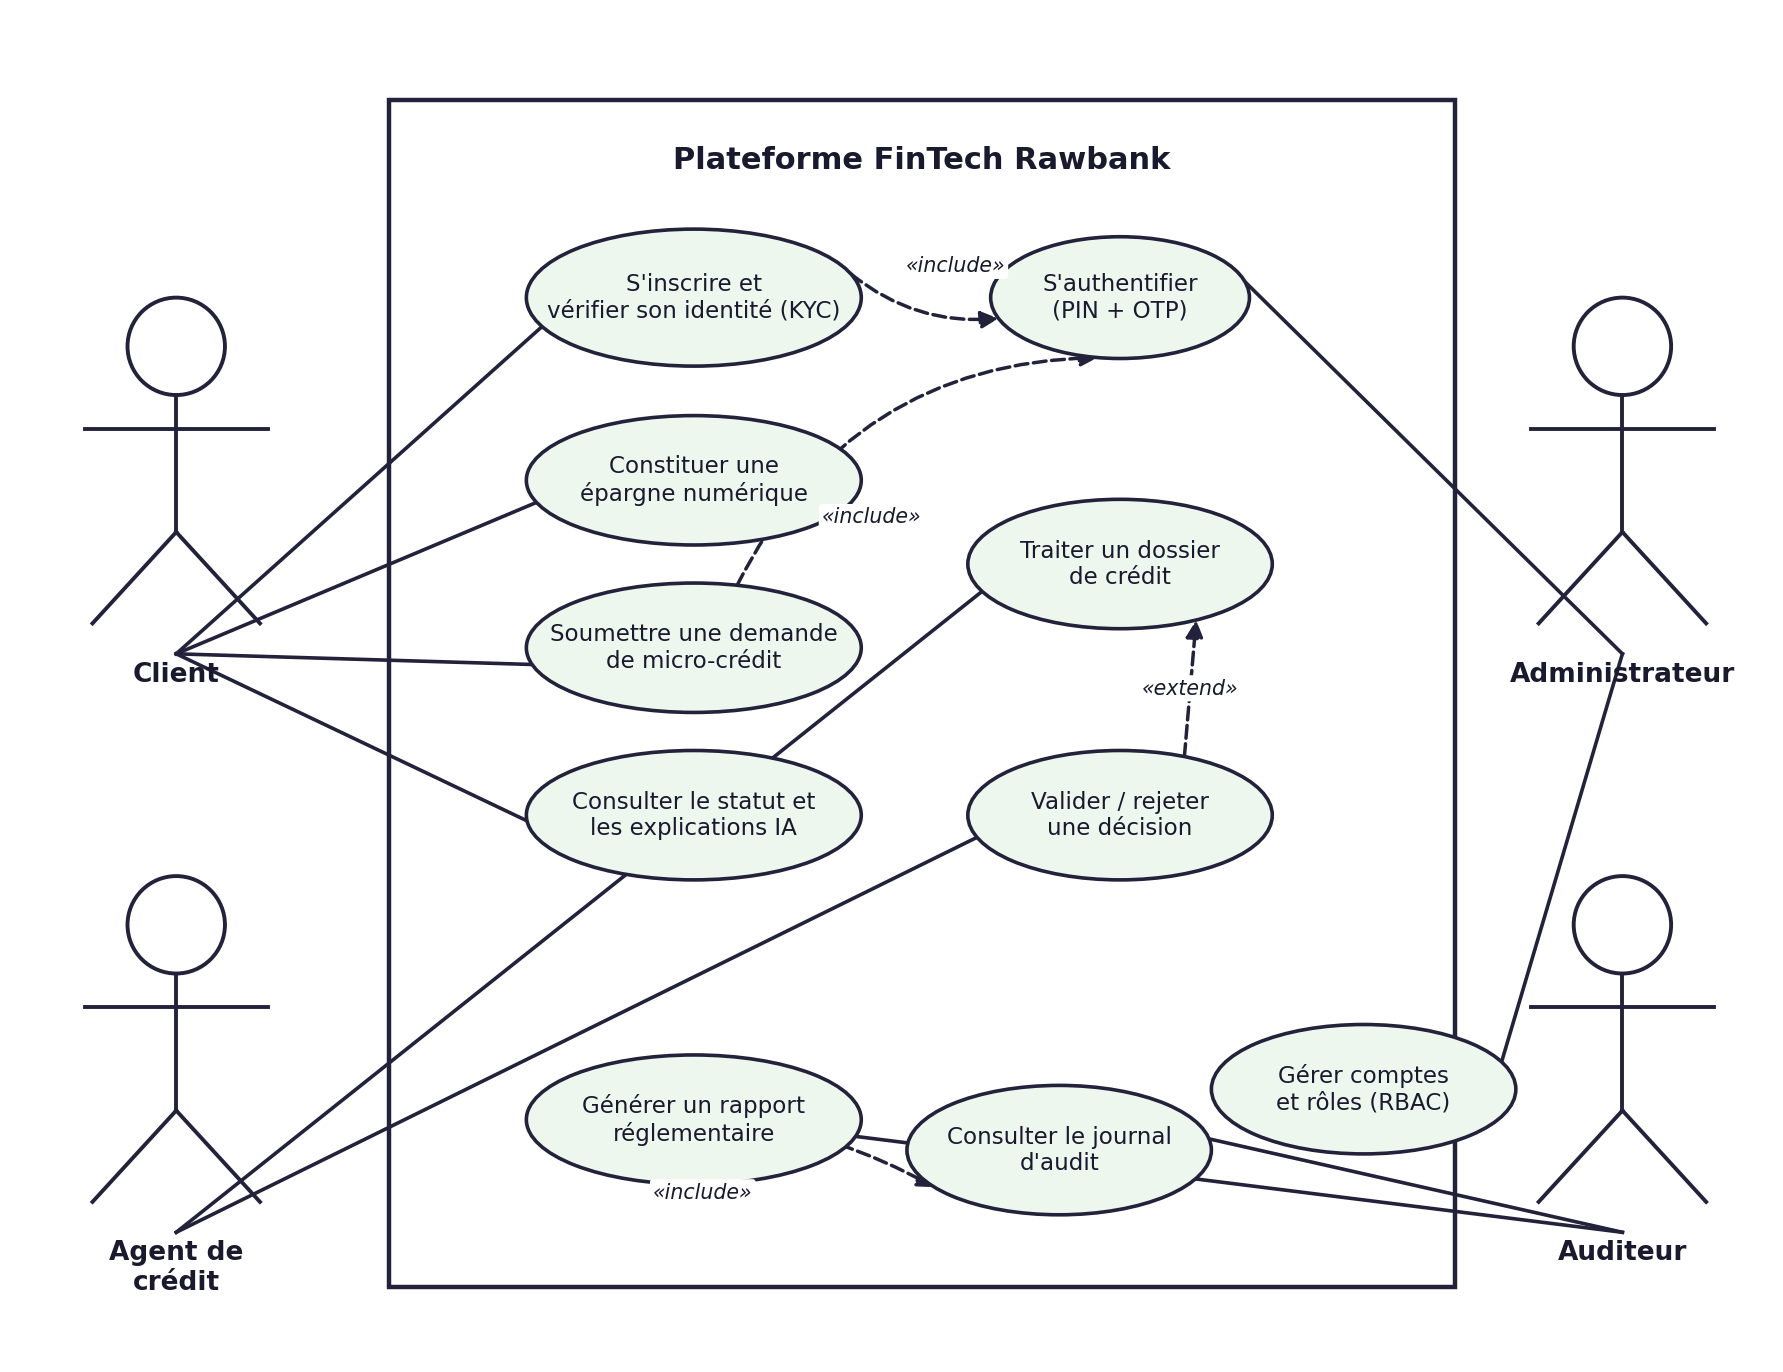 Plateforme FinTech Rawbank
S'inscrire et
vérifier son identité (KYC)
«include»
S'authentifier
(PIN + OTP)
Constituer une
épargne numérique
«include»
Traiter un dossier
de crédit
Soumettre une demande
de micro-crédit
Client
Administrateur
«extend»
Consulter le statut et
les explications IA
Valider / rejeter
une décision
Gérer comptes
et rôles (RBAC)
Générer un rapport
réglementaire
Consulter le journal
d'audit
«include»
Agent de
crédit
Auditeur